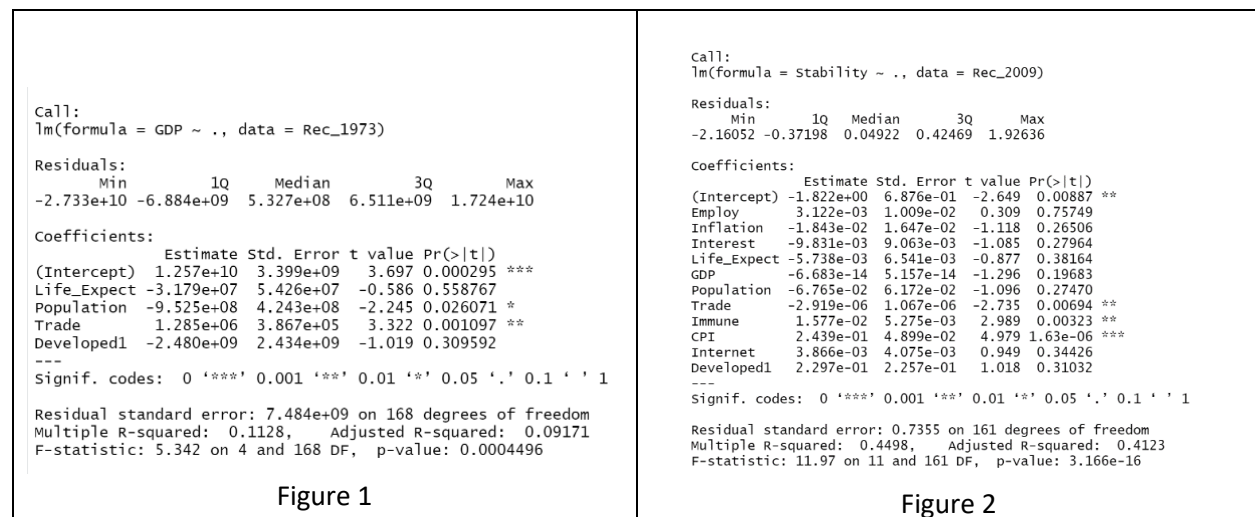 Call:
lm(formula = GDP ~ ., data = Rec_1973)
Residuals:
Min 1Q Median 3Q Max
-2.733e+10 -6.884e+09 5.327e+08 6.511e+09 1.724e+10
Coefficients:
Estimate Std. Error t value Pr(>|t|)
(Intercept) 1.257e+10 3.399e+09 3.697 0.000295 ***
Life_Expect -3.179e+07 5.426e+07 -0.586 0.558767
Population -9.525e+08 4.243e+08 -2.245 0.026071 *
Trade 1.285e+06 3.867e+05 3.322 0.001097 **
Developed1 -2.480e+09 2.434e+09 -1.019 0.309592
---
Signif. codes: 0 ‘***’ 0.001 ‘**’ 0.01 ‘*’ 0.05 ‘.’ 0.1 ‘ ’ 1
Residual standard error: 7.484e+09 on 168 degrees of freedom
Multiple R-squared: 0.1128, Adjusted R-squared: 0.09171
F-statistic: 5.342 on 4 and 168 DF, p-value: 0.0004496
Figure 1
Call:
lm(formula = Stability ~ ., data = Rec_2009)
Residuals:
Min 1Q Median 3Q Max
-2.16052 -0.37198 0.04922 0.42469 1.92636
Coefficients:
Estimate Std. Error t value Pr(>|t|)
(Intercept) -1.822e+00 6.876e-01 -2.649 0.00887 **
Employ 3.122e-03 1.009e-02 0.309 0.75749
Inflation -1.843e-02 1.647e-02 -1.118 0.26506
Interest -9.831e-03 9.063e-03 -1.085 0.27964
Life_Expect -5.738e-03 6.541e-03 -0.877 0.38164
GDP -6.683e-14 5.157e-14 -1.296 0.19683
Population -6.765e-02 6.172e-02 -1.096 0.27470
Trade -2.919e-06 1.067e-06 -2.735 0.00694 **
Immune 1.577e-02 5.275e-03 2.989 0.00323 **
CPI 2.439e-01 4.899e-02 4.979 1.63e-06 ***
Internet 3.866e-03 4.075e-03 0.949 0.34426
Developed1 2.297e-01 2.257e-01 1.018 0.31032
---
Signif. codes: 0 ‘***’ 0.001 ‘**’ 0.01 ‘*’ 0.05 ‘.’ 0.1 ‘ ’ 1
Residual standard error: 0.7355 on 161 degrees of freedom
Multiple R-squared: 0.4498, Adjusted R-squared: 0.4123
F-statistic: 11.97 on 11 and 161 DF, p-value: 3.166e-16
Figure 2